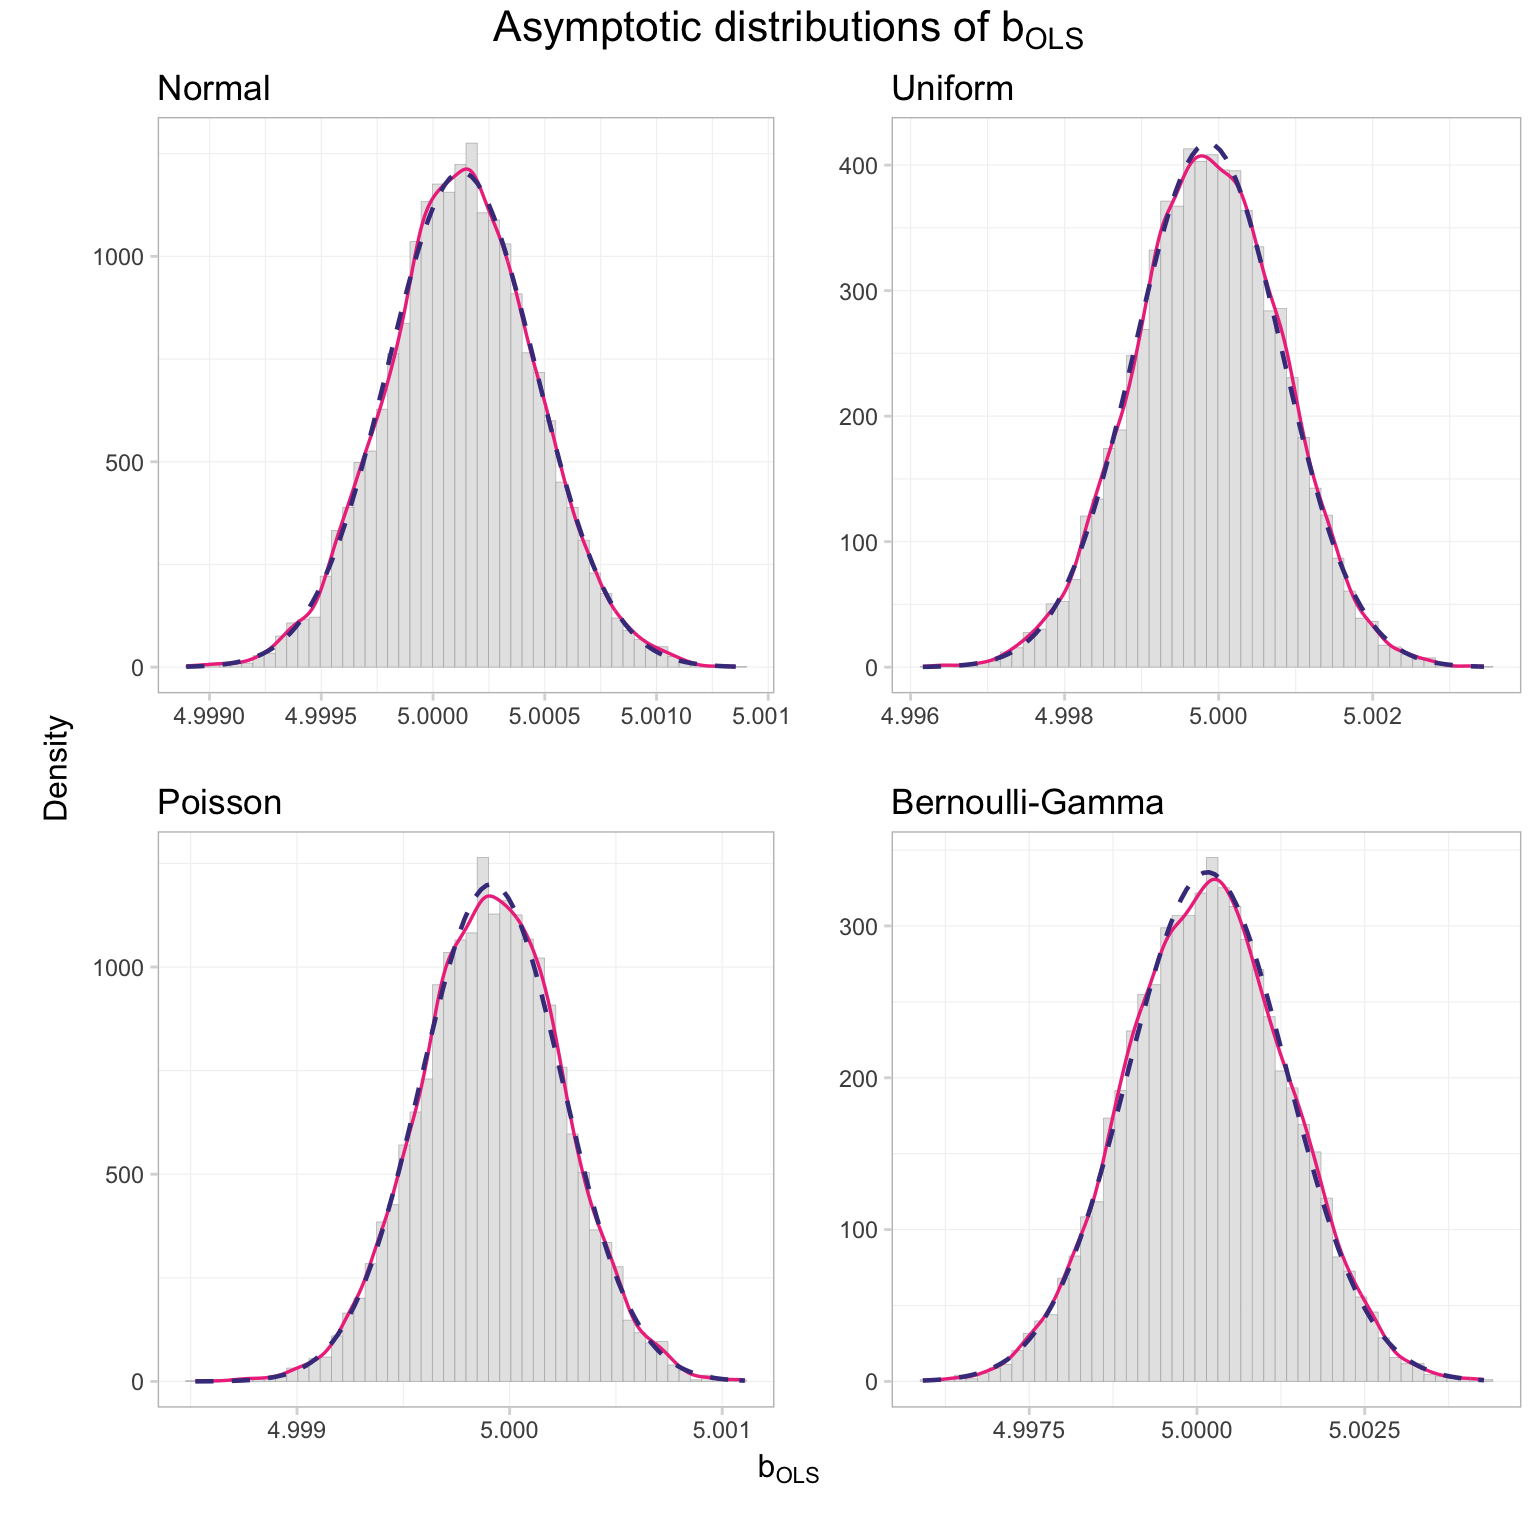 Asymptotic distributions of bOLS
Normal
Uniform
1000
500
0
4.9990 4.9995 5.0000 5.0005 5.0010 5.001
400
300
200
100
0
4.996 4.998 5.000 5.002
Density
Poisson
Bernoulli-Gamma
1000
500
0
4.999 5.000 5.001
300
200
100
0
4.9975 5.0000 5.0025
bOLS